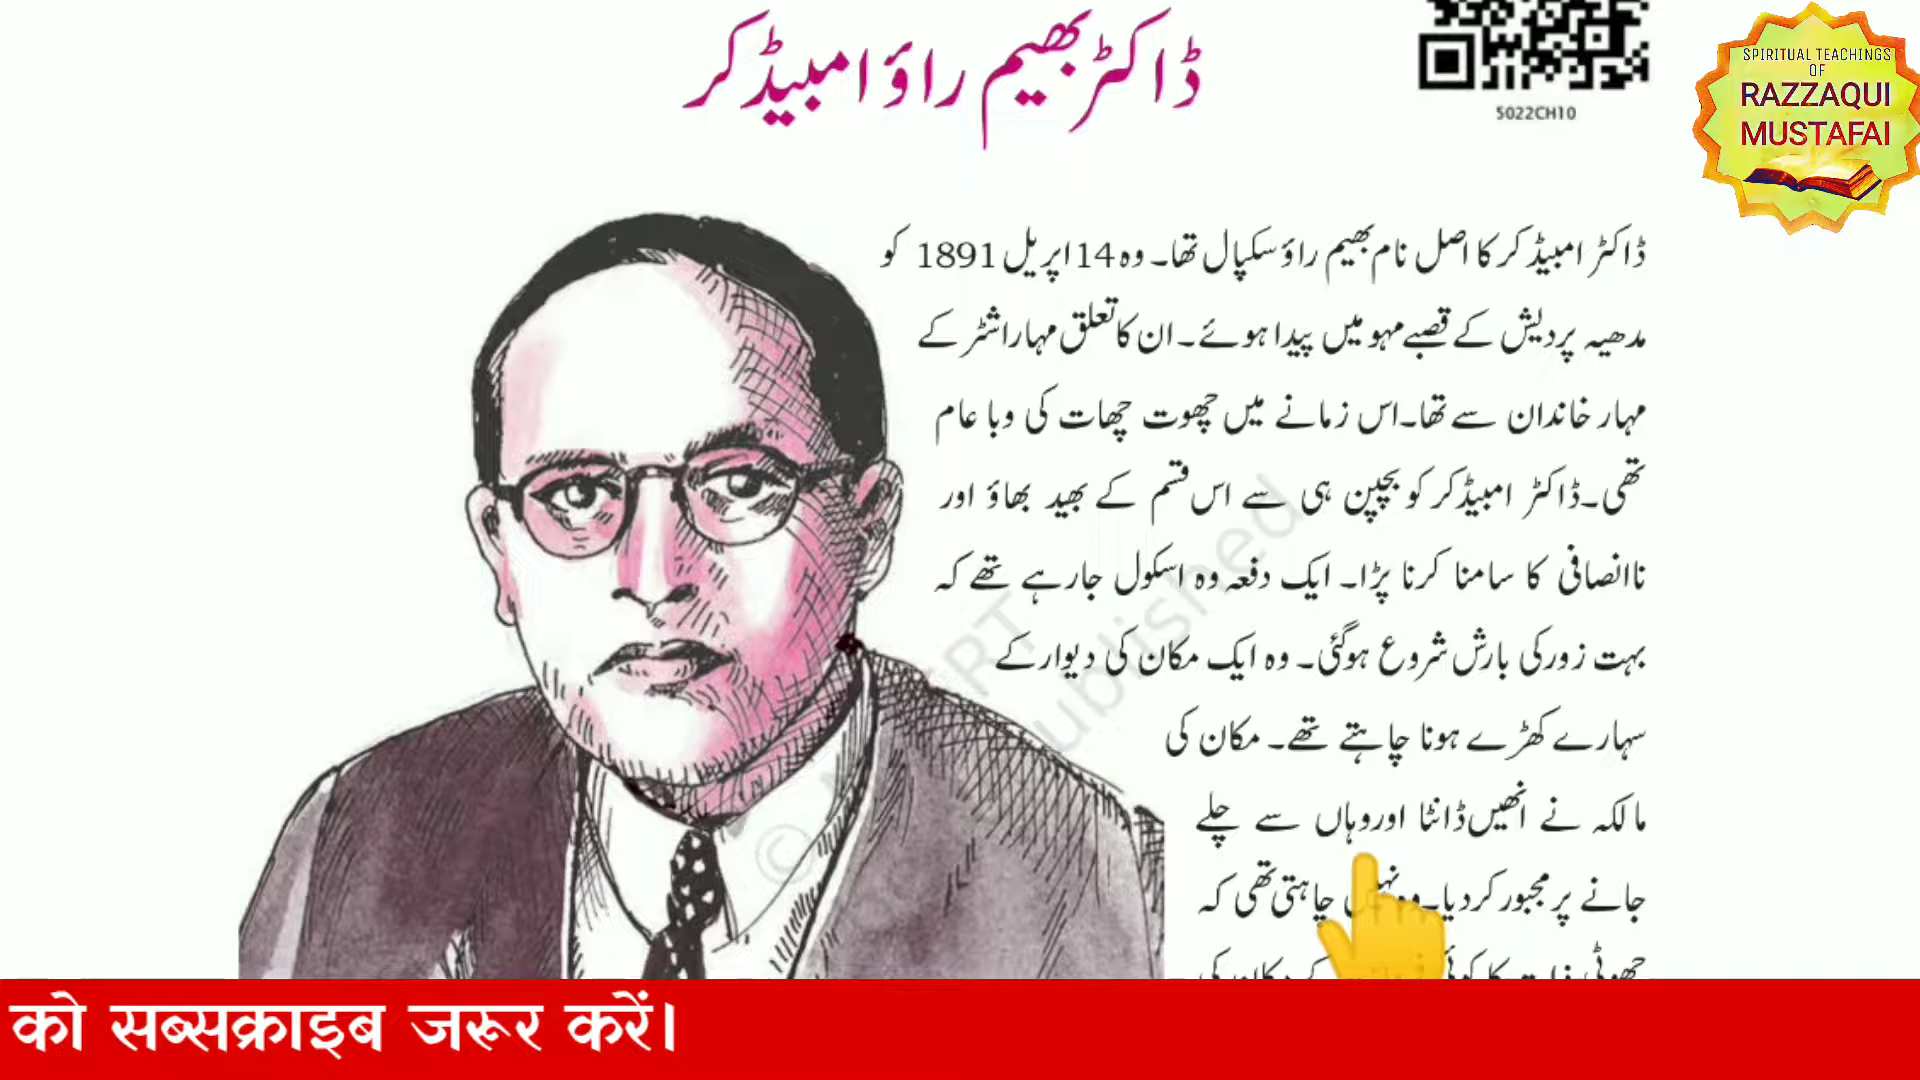 ڈاکٹر بھیم راؤ امبیڈکر
5022CH10
SPIRITUAL TEACHINGS
OF
RAZZAQUI
MUSTAFAI
ڈاکٹر امبیڈکر کا اصل نام بھیم راؤ سکپال تھا۔ وہ 14 اپریل 1891 کو
مدھیہ پردیش کے قصبے مہو میں پیدا ہوئے۔ ان کا تعلق مہاراشٹر کے
مہار خاندان سے تھا۔ اس زمانے میں چھوت چھات کی وبا عام
تھی۔ ڈاکٹر امبیڈکر کو بچپن ہی سے اس قسم کے بھید بھاؤ اور
ناانصافی کا سامنا کرنا پڑا۔ ایک دفعہ وہ اسکول جارہے تھے کہ
بہت زور کی بارش شروع ہوگئی۔ وہ ایک مکان کی دیوار کے
سہارے کھڑے ہونا چاہتے تھے۔ مکان کی
مالکہ نے انھیں ڈانٹا اور وہاں سے چلے
جانے پر مجبور کردیا۔ وہ نہیں چاہتی تھی کہ
को सब्सक्राइब जरूर करें।